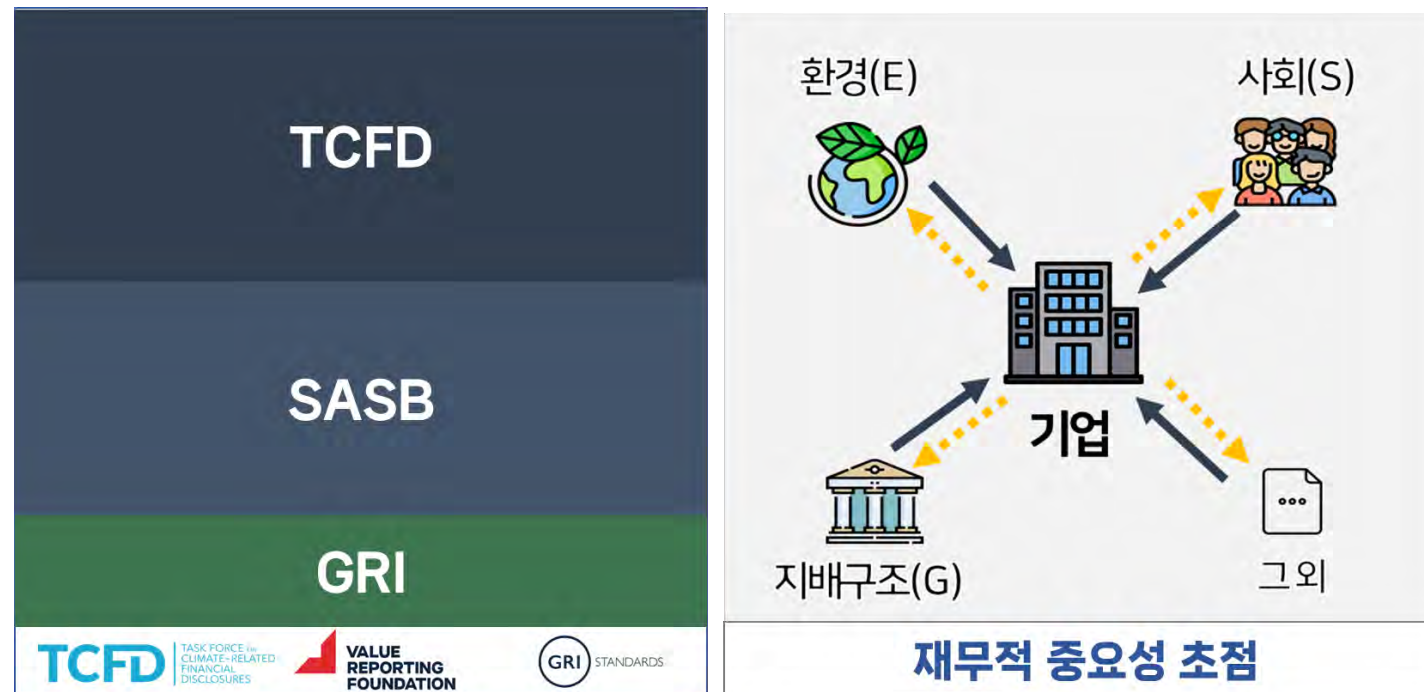 TCFD
SASB
GRI
TCFD
TASK FORCE ON
CLIMATE-RELATED
FINANCIAL
DISCLOSURES
VALUE
REPORTING
FOUNDATION
GRI
STANDARDS
환경(E)
사회(S)
기업
지배구조(G)
그 외
재무적 중요성 초점